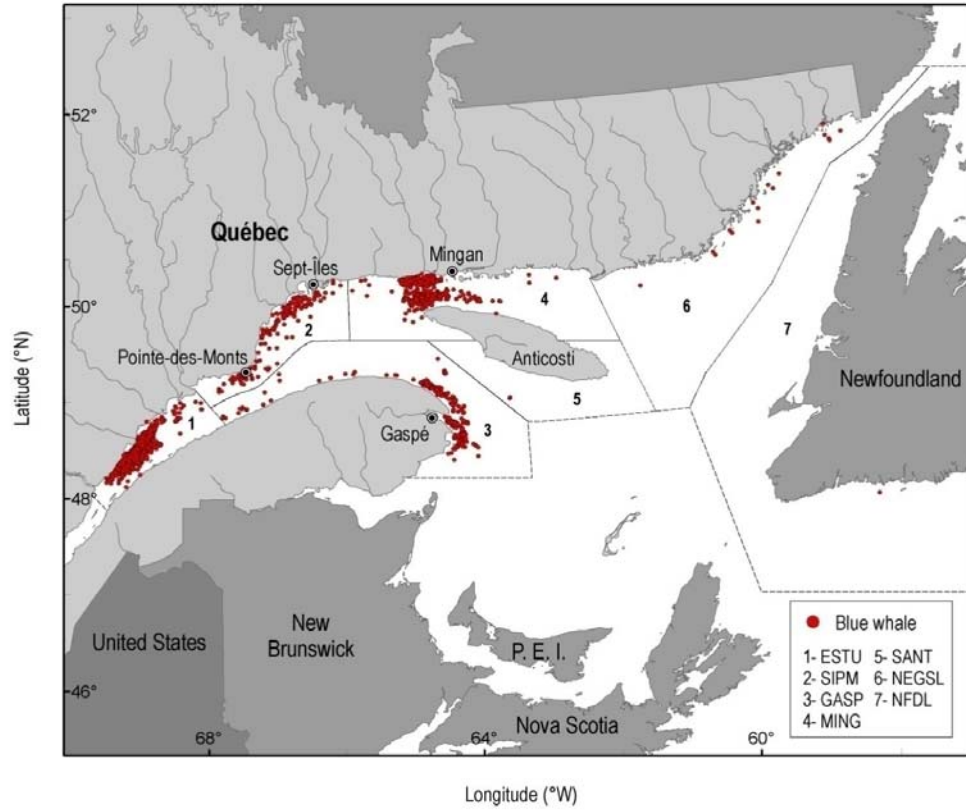 52°
Québec
Sept-Îles
Mingan
50°
2
4
6
7
Pointe-des-Monts
Anticosti
Newfoundland
5
1
Gaspé
3
48°
Latitude (°N)
United States
New
Brunswick
P. E. I.
Nova Scotia
46°
68°
64°
60°
Blue whale
1- ESTU 5- SANT
2- SIPM 6- NEGSL
3- GASP 7- NFDL
4- MING
Longitude (°W)